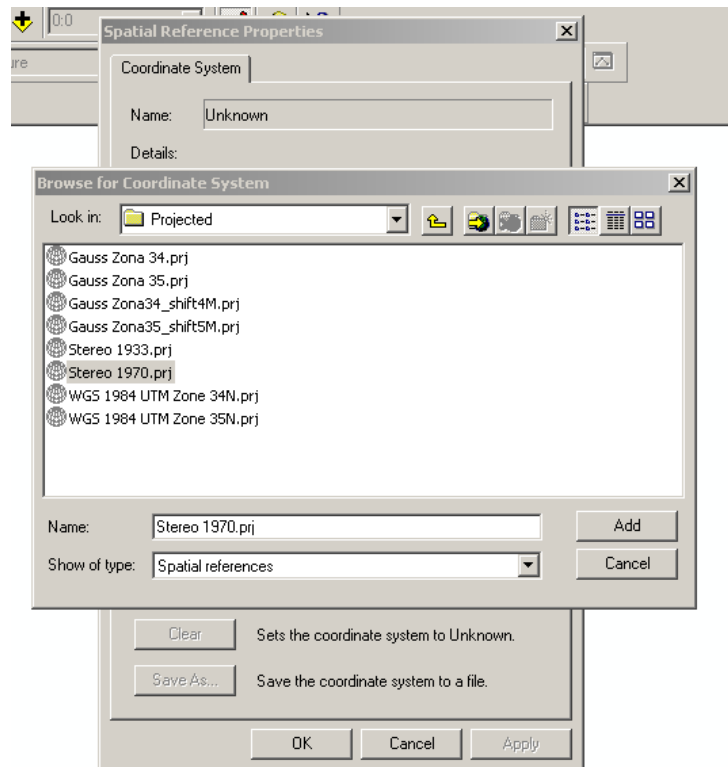 0:0
Spatial Reference Properties
ure
Coordinate System
Name: Unknown
Details:
Browse for Coordinate System
Look in: Projected
Gauss Zona 34.prj
Gauss Zona 35.prj
Gauss Zona34_shift4M.prj
Gauss Zona35_shift5M.prj
Stereo 1933.prj
Stereo 1970.prj
WGS 1984 UTM Zone 34N.prj
WGS 1984 UTM Zone 35N.prj
Name: Stereo 1970.prj Add
Show of type: Spatial references Cancel
Clear Sets the coordinate system to Unknown.
Save As... Save the coordinate system to a file.
OK Cancel Apply